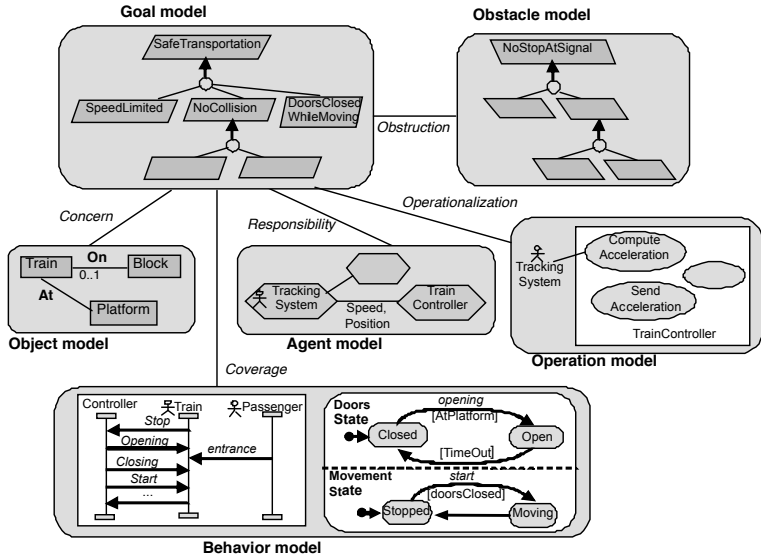 Goal model
Obstacle model
SafeTransportation
SpeedLimited
NoCollision
DoorsClosed
WhileMoving
NoStopAtSignal
Obstruction
Concern
Responsibility
Operationalization
Train
On
0..1
Block
At
Platform
Object model
Tracking
System
Speed,
Position
Train
Controller
Agent model
Tracking
System
Compute
Acceleration
Send
Acceleration
TrainController
Operation model
Coverage
Controller
Train
Passenger
Stop
Opening
entrance
Closing
Start
...
Doors
State
opening
[AtPlatform]
Closed
Open
[TimeOut]
Movement
State
start
[doorsClosed]
Stopped
Moving
Behavior model